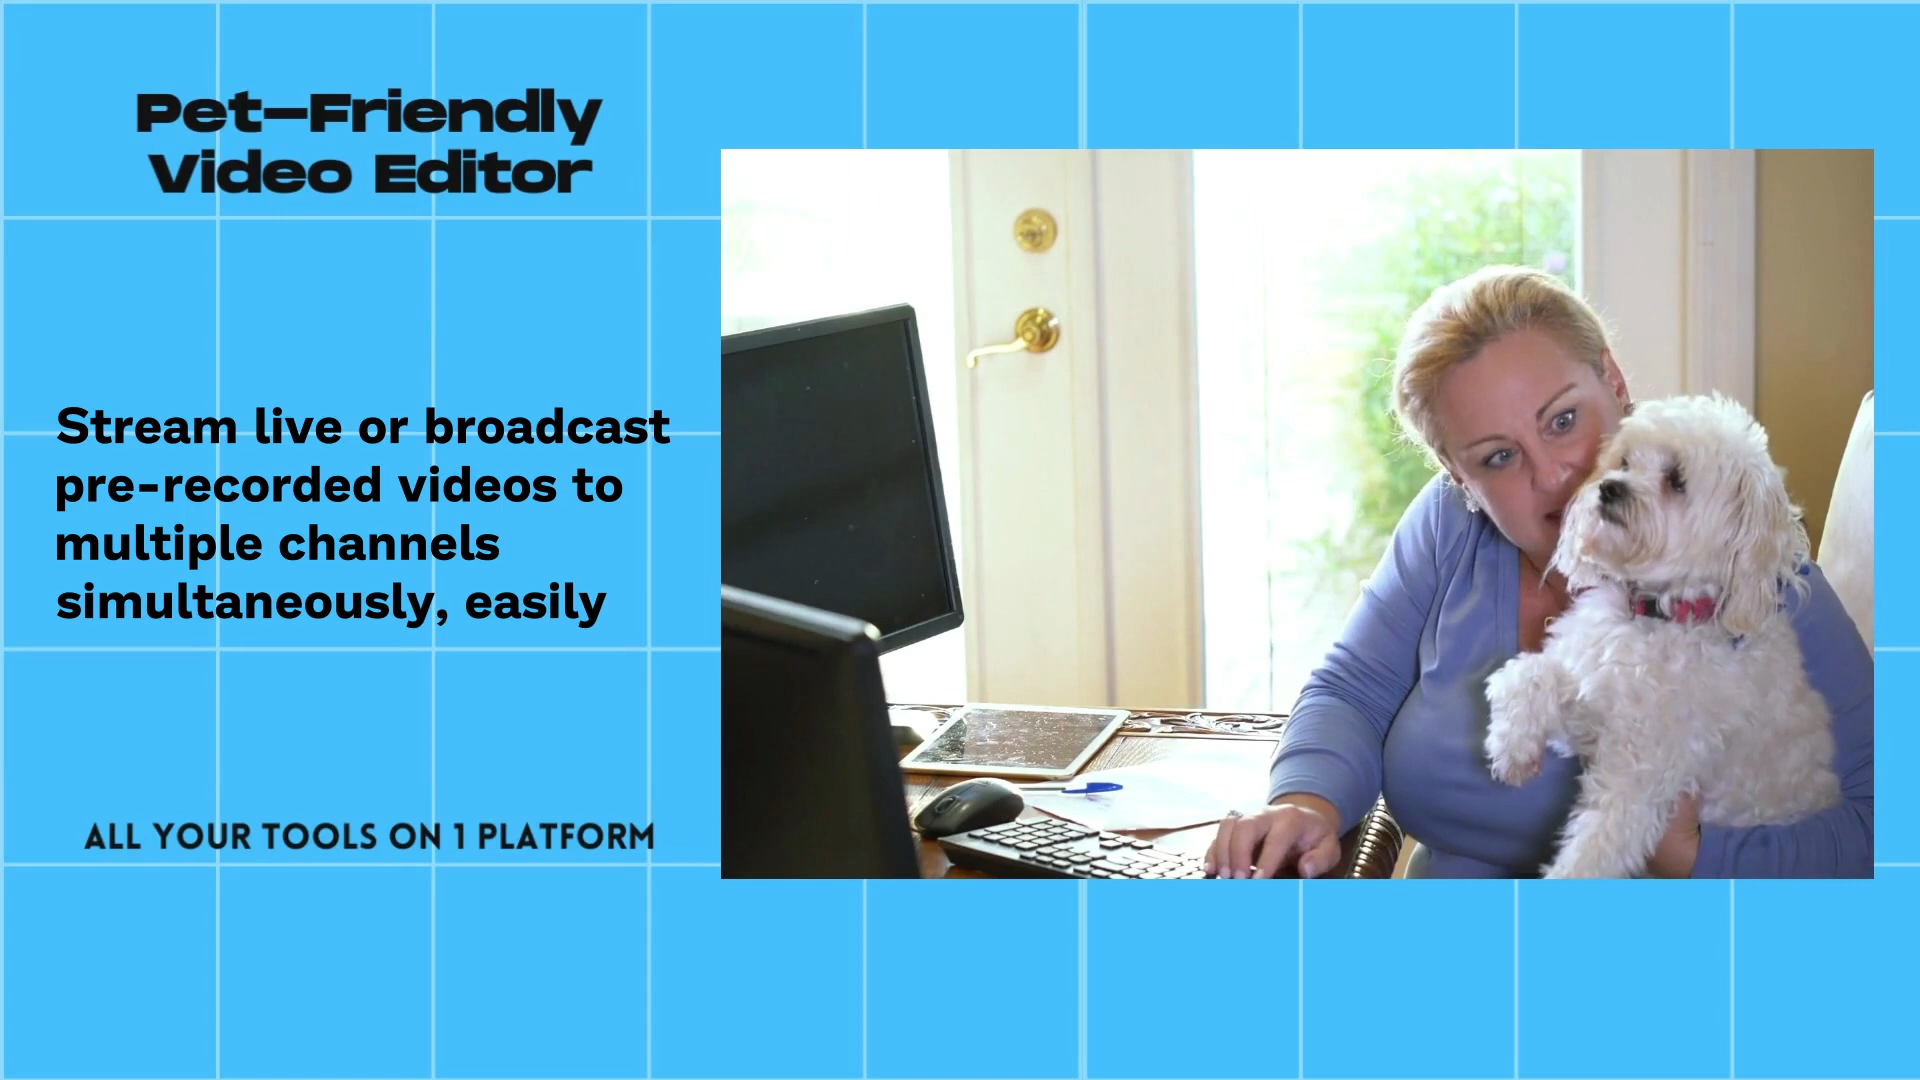 Pet-Friendly
Video Editor
Stream live or broadcast
pre-recorded videos to
multiple channels
simultaneously, easily
ALL YOUR TOOLS ON 1 PLATFORM